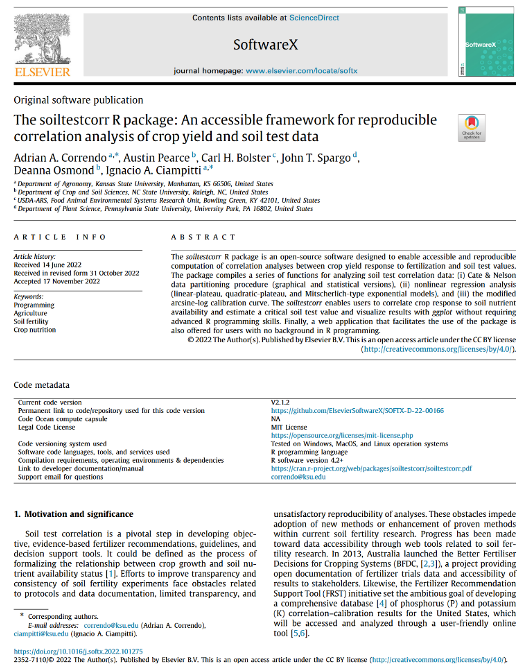 Contents lists available at ScienceDirect
SoftwareX
ELSEVIER
journal homepage: www.elsevier.com/locate/softx
SoftwareX
Original software publication
The soiltestcorr R package: An accessible framework for reproducible
correlation analysis of crop yield and soil test data
Check for
updates
Adrian A. Correndo a,*, Austin Pearce b, Carl H. Bolster c, John T. Spargo d,
Deanna Osmond b, Ignacio A. Ciampitti a,*
a Department of Agronomy, Kansas State University, Manhattan, KS 66506, United States
b Department of Crop and Soil Sciences, NC State University, Raleigh, NC, United States
c USDA-ARS, Food Animal Environmental Systems Research Unit, Bowling Green, KY 42101, United States
d Department of Plant Science, Pennsylvania State University, University Park, PA 16802, United States
ARTICLE INFO
Article history:
Received 14 June 2022
Received in revised form 31 October 2022
Accepted 17 November 2022
Keywords:
Programming
Agriculture
Soil fertility
Crop nutrition
ABSTRACT
The soiltestcorr R package is an open-source software designed to enable accessible and reproducible
computation of correlation analyses between crop yield response to fertilization and soil test values.
The package compiles a series of functions for analyzing soil test correlation data: (i) Cate & Nelson
data partitioning procedure (graphical and statistical versions), (ii) nonlinear regression analysis
(linear-plateau, quadratic-plateau, and Mitscherlich-type exponential models), and (iii) the modified
arcsine-log calibration curve. The soiltestcorr enables users to correlate crop response to soil nutrient
availability and estimate a critical soil test value and visualize results with ggplot without requiring
advanced R programming skills. Finally, a web application that facilitates the use of the package is
also offered for users with no background in R programming.
© 2022 The Author(s). Published by Elsevier B.V. This is an open access article under the CC BY license
(http://creativecommons.org/licenses/by/4.0/).
Code metadata
Current code version V2.1.2
Permanent link to code/repository used for this code version https://github.com/ElsevierSoftwareX/SOFTX-D-22-00166
Code Ocean compute capsule NA
Legal Code License MIT License
https://opensource.org/licenses/mit-license.php
Code versioning system used Tested on Windows, MacOS, and Linux operation systems
Software code languages, tools, and services used R programming language
Compilation requirements, operating environments & dependencies R software version 4.2+
Link to developer documentation/manual https://cran.r-project.org/web/packages/soiltestcorr/soiltestcorr.pdf
Support email for questions correndo@ksu.edu
1. Motivation and significance
Soil test correlation is a pivotal step in developing objec-
tive, evidence-based fertilizer recommendations, guidelines, and
decision support tools. It could be defined as the process of
formalizing the relationship between crop growth and soil nu-
trient availability status [1]. Efforts to improve transparency and
consistency of soil fertility experiments face obstacles related
to protocols and data documentation, limited transparency, and
* Corresponding authors.
E-mail addresses: correndo@ksu.edu (Adrian A. Correndo),
ciampitti@ksu.edu (Ignacio A. Ciampitti).
unsatisfactory reproducibility of analyses. These obstacles impede
adoption of new methods or enhancement of proven methods
within current soil fertility research. Progress has been made
toward data accessibility through web tools related to soil fer-
tility research. In 2013, Australia launched the Better Fertiliser
Decisions for Cropping Systems (BFDC, [2,3]), a project providing
open documentation of fertilizer trials data and accessibility of
results to stakeholders. Likewise, the Fertilizer Recommendation
Support Tool (FRST) initiative set the ambitious goal of developing
a comprehensive database [4] of phosphorus (P) and potassium
(K) correlation-calibration results for the United States, which
will be accessed and analyzed through a user-friendly online
tool [5,6].
https://doi.org/10.1016/j.softx.2022.101275
2352-7110/© 2022 The Author(s). Published by Elsevier B.V. This is an open access article under the CC BY license (http://creativecommons.org/licenses/by/4.0/).